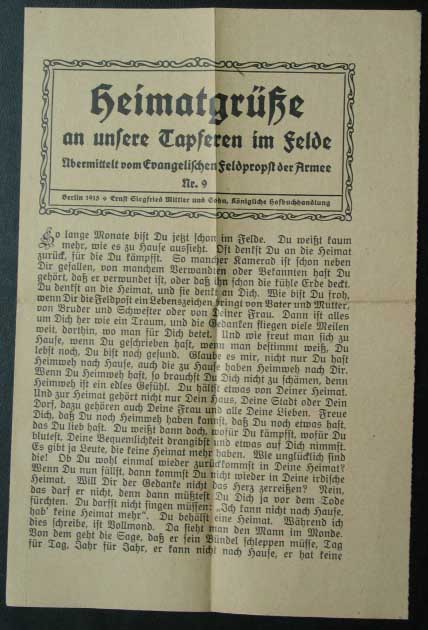 Heimatgrüße
an unsere Tapferen im Felde
Übermittelt vom Evangelischen Feldpropst der Armee
Nr. 9
Berlin 1915 ⋄ Ernst Siegfried Mittler und Sohn, Königliche Hofbuchhandlung
So lange Monate bist Du jetzt schon im Felde. Du weißt kaum
mehr, wie es zu Hause aussieht. Oft denkst Du an die Heimat
zurück, für die Du kämpfst. So mancher Kamerad ist schon neben
Dir gefallen, von manchem Verwandten oder Bekannten hast Du
gehört, daß er verwundet ist, oder daß ihn schon die kühle Erde deckt.
Du denkst an die Heimat, und sie denkt an Dich. Wie bist Du froh,
wenn Dir die Feldpost ein Lebenszeichen bringt von Vater und Mutter,
von Bruder und Schwester oder von Deiner Frau. Dann ist alles
um Dich her wie ein Traum, und die Gedanken fliegen viele Meilen
weit, dorthin, wo man für Dich betet. Und wie freut man sich zu
Hause, wenn Du geschrieben hast, wenn man bestimmt weiß, Du
lebst noch, Du bist noch gesund. Glaube es mir, nicht nur Du hast
Heimweh nach Hause, auch die zu Hause haben Heimweh nach Dir.
Wenn Du Heimweh hast, so brauchst Du Dich nicht zu schämen, denn
Heimweh ist ein edles Gefühl. Du hältst etwas von Deiner Heimat.
Und zur Heimat gehört nicht nur Dein Haus, Deine Stadt oder Dein
Dorf, dazu gehören auch Deine Frau und alle Deine Lieben. Freue
Dich, daß Du noch Heimweh haben kannst, daß Du noch etwas hast,
das Du lieb hast. Du weißt dann doch, wofür Du kämpfst, wofür Du
blutest, Deine Bequemlichkeit drangibst und etwas auf Dich nimmst.
Es gibt ja Leute, die keine Heimat mehr haben. Wie unglücklich sind
die! Ob Du wohl einmal wieder zurückkommst in Deine Heimat?
Wenn Du nun fällst, dann kommst Du nicht wieder in Deine irdische
Heimat. Will Dir der Gedanke nicht das Herz zerreißen? Nein,
das darf er nicht, denn dann müßtest Du Dich ja vor dem Tode
fürchten. Du darfst nicht singen müssen: „Ich kann nicht nach Hause,
hab' keine Heimat mehr“. Du behälst eine Heimat. Während ich
dies schreibe, ist Vollmond. Da sieht man den Mann im Monde.
Von dem geht die Sage, daß er sein Bündel schleppen müsse, Tag
für Tag, Jahr für Jahr, er kann nicht nach Hause, er hat keine